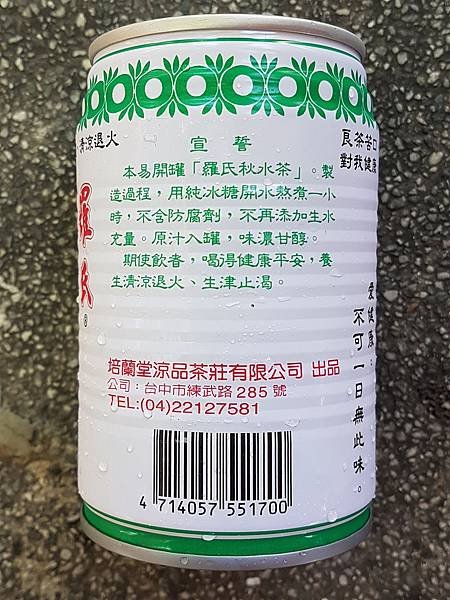 清涼退火
宣誓
良茶苦口
對我健康
本易開罐「羅氏秋水茶」。製
造過程，用純冰糖開水熬煮一小
時，不含防腐劑，不再添加生水
充量。原汁入罐，味濃甘醇。
期使飲者，喝得健康平安，養
生清涼退火、生津止渴。
羅氏®
愛健康。
不可一日無此味。
培蘭堂涼品茶莊有限公司 出品
公司：台中市練武路285號
TEL:(04)22127581
4 714057 551700